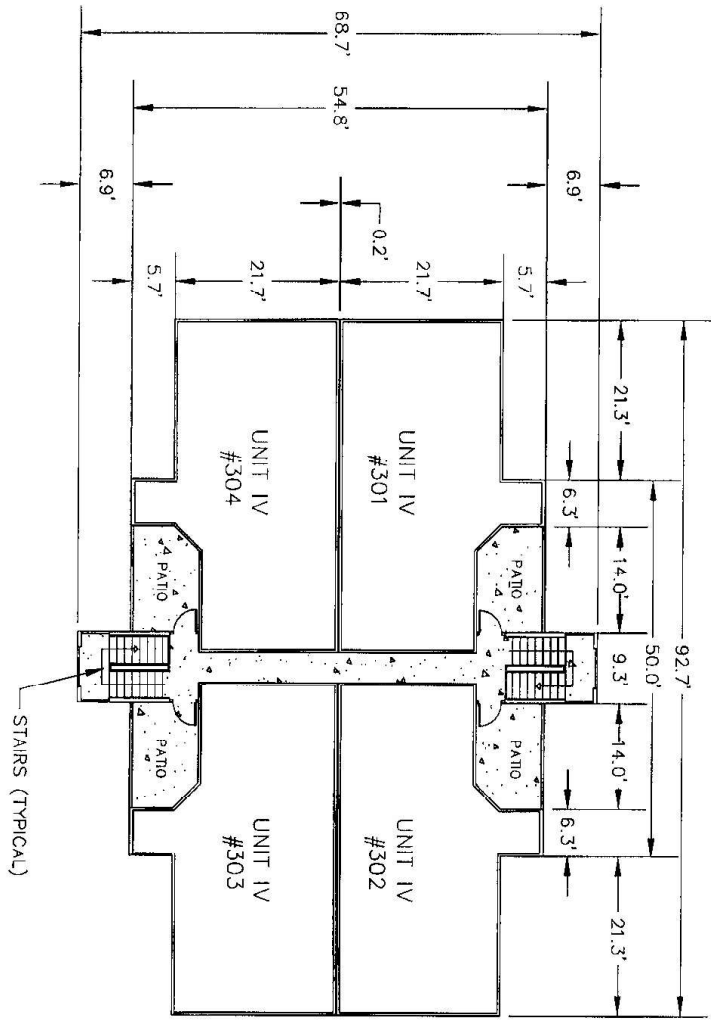 68.7'
54.8'
6.9'
6.9'
0.2'
5.7'
21.7'
21.7'
5.7'
UNIT IV
#304
UNIT IV
#301
21.3'
6.3'
14.0'
9.3'
50.0'
92.7'
14.0'
6.3'
21.3'
PATIO
PATIO
PATIO
PATIO
UNIT IV
#303
UNIT IV
#302
STAIRS (TYPICAL)